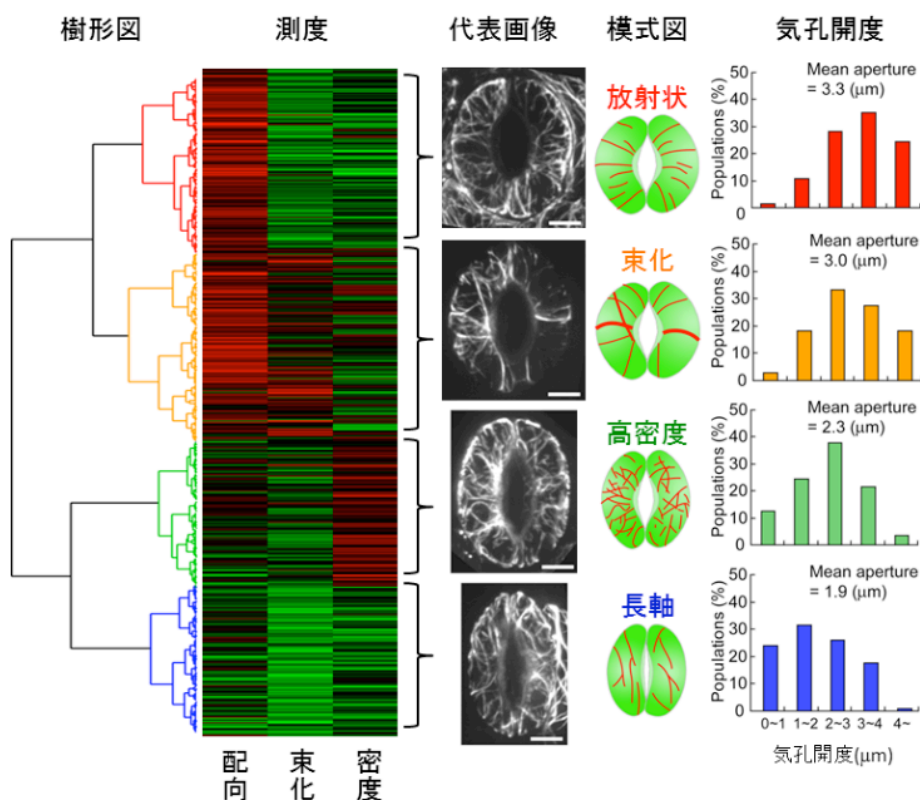 樹形図
測度
代表画像
模式図
気孔開度
放射状
Populations (%)
50
40
30
20
10
0
Mean aperture
= 3.3 (μm)
束化
Populations (%)
50
40
30
20
10
0
Mean aperture
= 3.0 (μm)
高密度
Populations (%)
50
40
30
20
10
0
Mean aperture
= 2.3 (μm)
長軸
Populations (%)
50
40
30
20
10
0
Mean aperture
= 1.9 (μm)
0~1 1~2 2~3 3~4 4~
気孔開度(μm)
配向
束化
密度